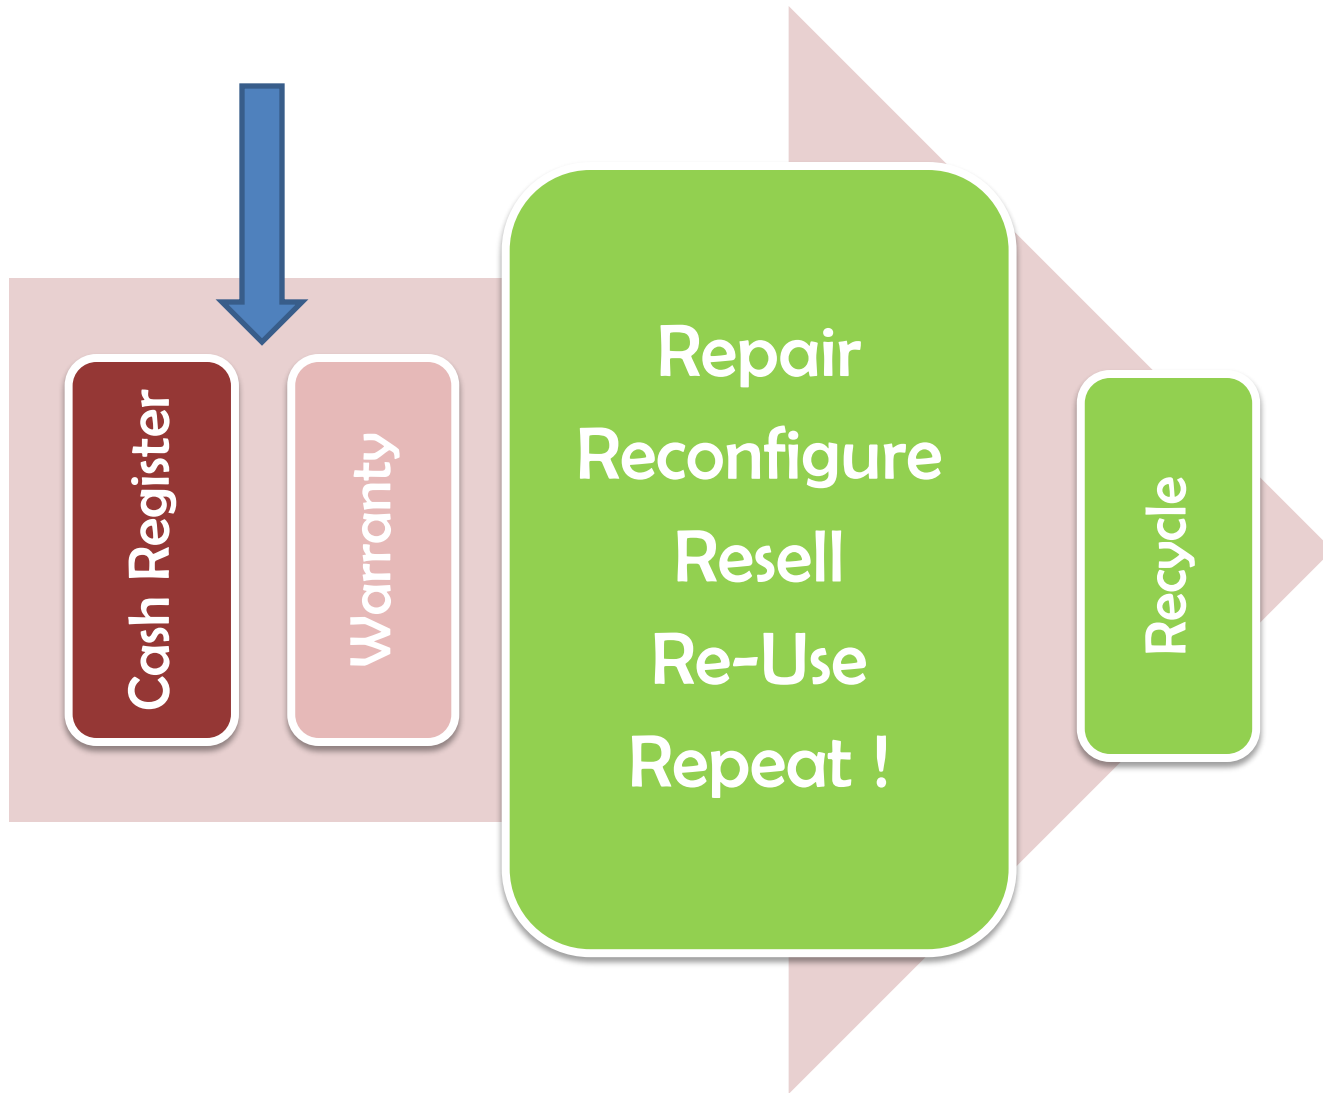 Cash Register
Warranty
Repair
Reconfigure
Resell
Re-Use
Repeat !
Recycle